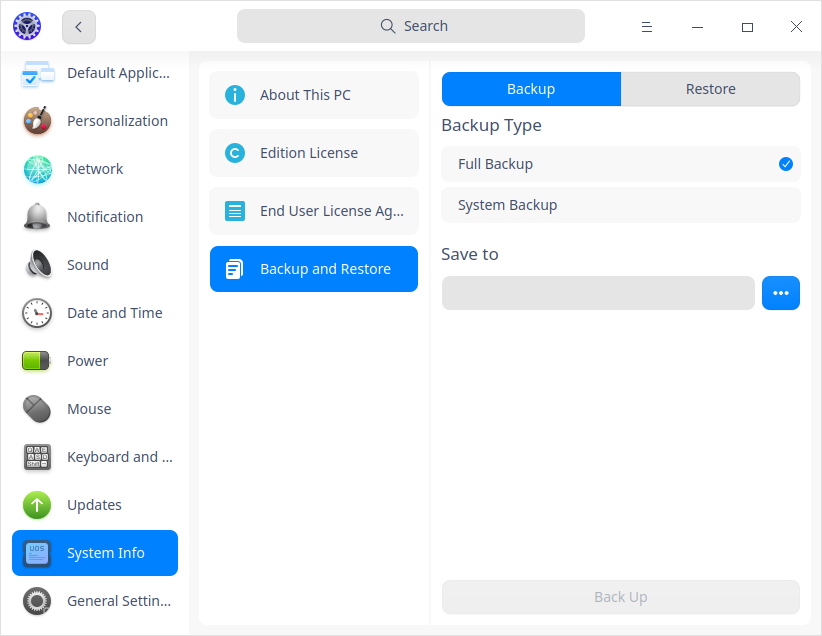 Search
Default Applic...
Personalization
Network
Notification
Sound
Date and Time
Power
Mouse
Keyboard and ...
Updates
UOS
System Info
General Settin...
About This PC
Edition License
End User License Ag...
Backup and Restore
Backup
Restore
Backup Type
Full Backup
System Backup
Save to
Back Up